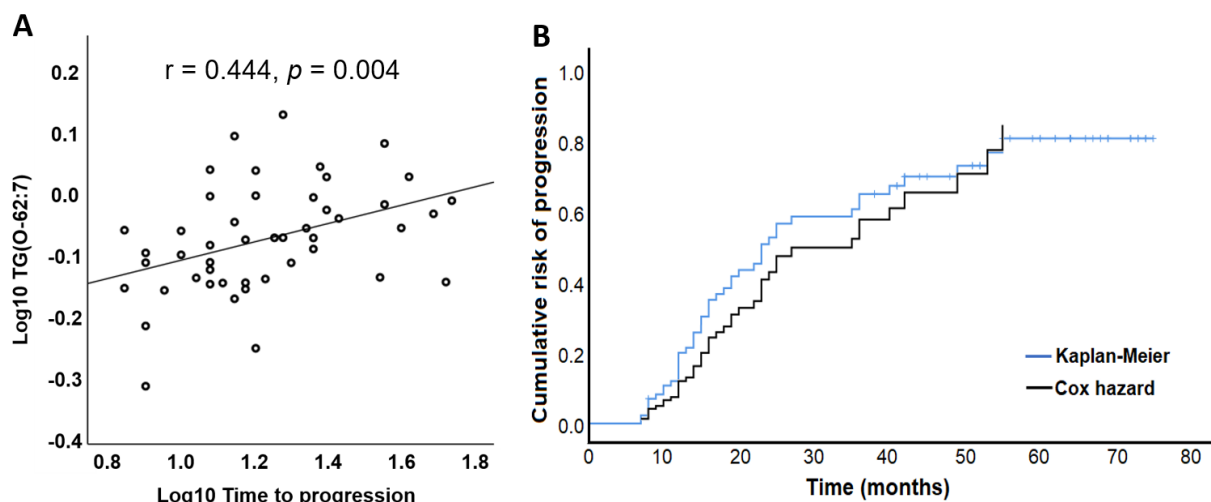 A
r = 0.444, p = 0.004
Log10 TG(O-62:7)
0.2
0.1
0.0
-0.1
-0.2
-0.3
-0.4
0.8 1.0 1.2 1.4 1.6 1.8
Log10 Time to progression
B
Cumulative risk of progression
1.0
0.8
0.6
0.4
0.2
0.0
Kaplan-Meier
Cox hazard
0 10 20 30 40 50 60 70 80
Time (months)